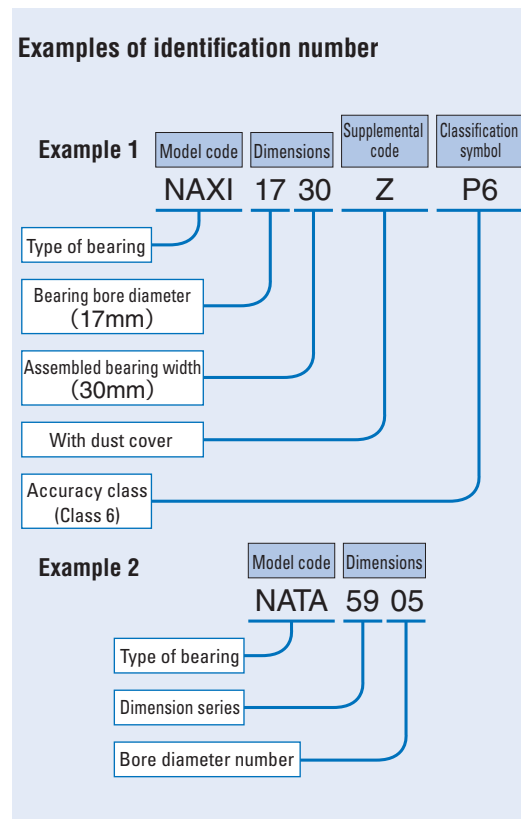 Examples of identification number
Example 1
Model code Dimensions Supplemental code Classification symbol
NAXI 17 30 Z P6
Type of bearing
Bearing bore diameter
（17mm）
Assembled bearing width
（30mm）
With dust cover
Accuracy class
(Class 6)
Example 2
Model code Dimensions
NATA 59 05
Type of bearing
Dimension series
Bore diameter number